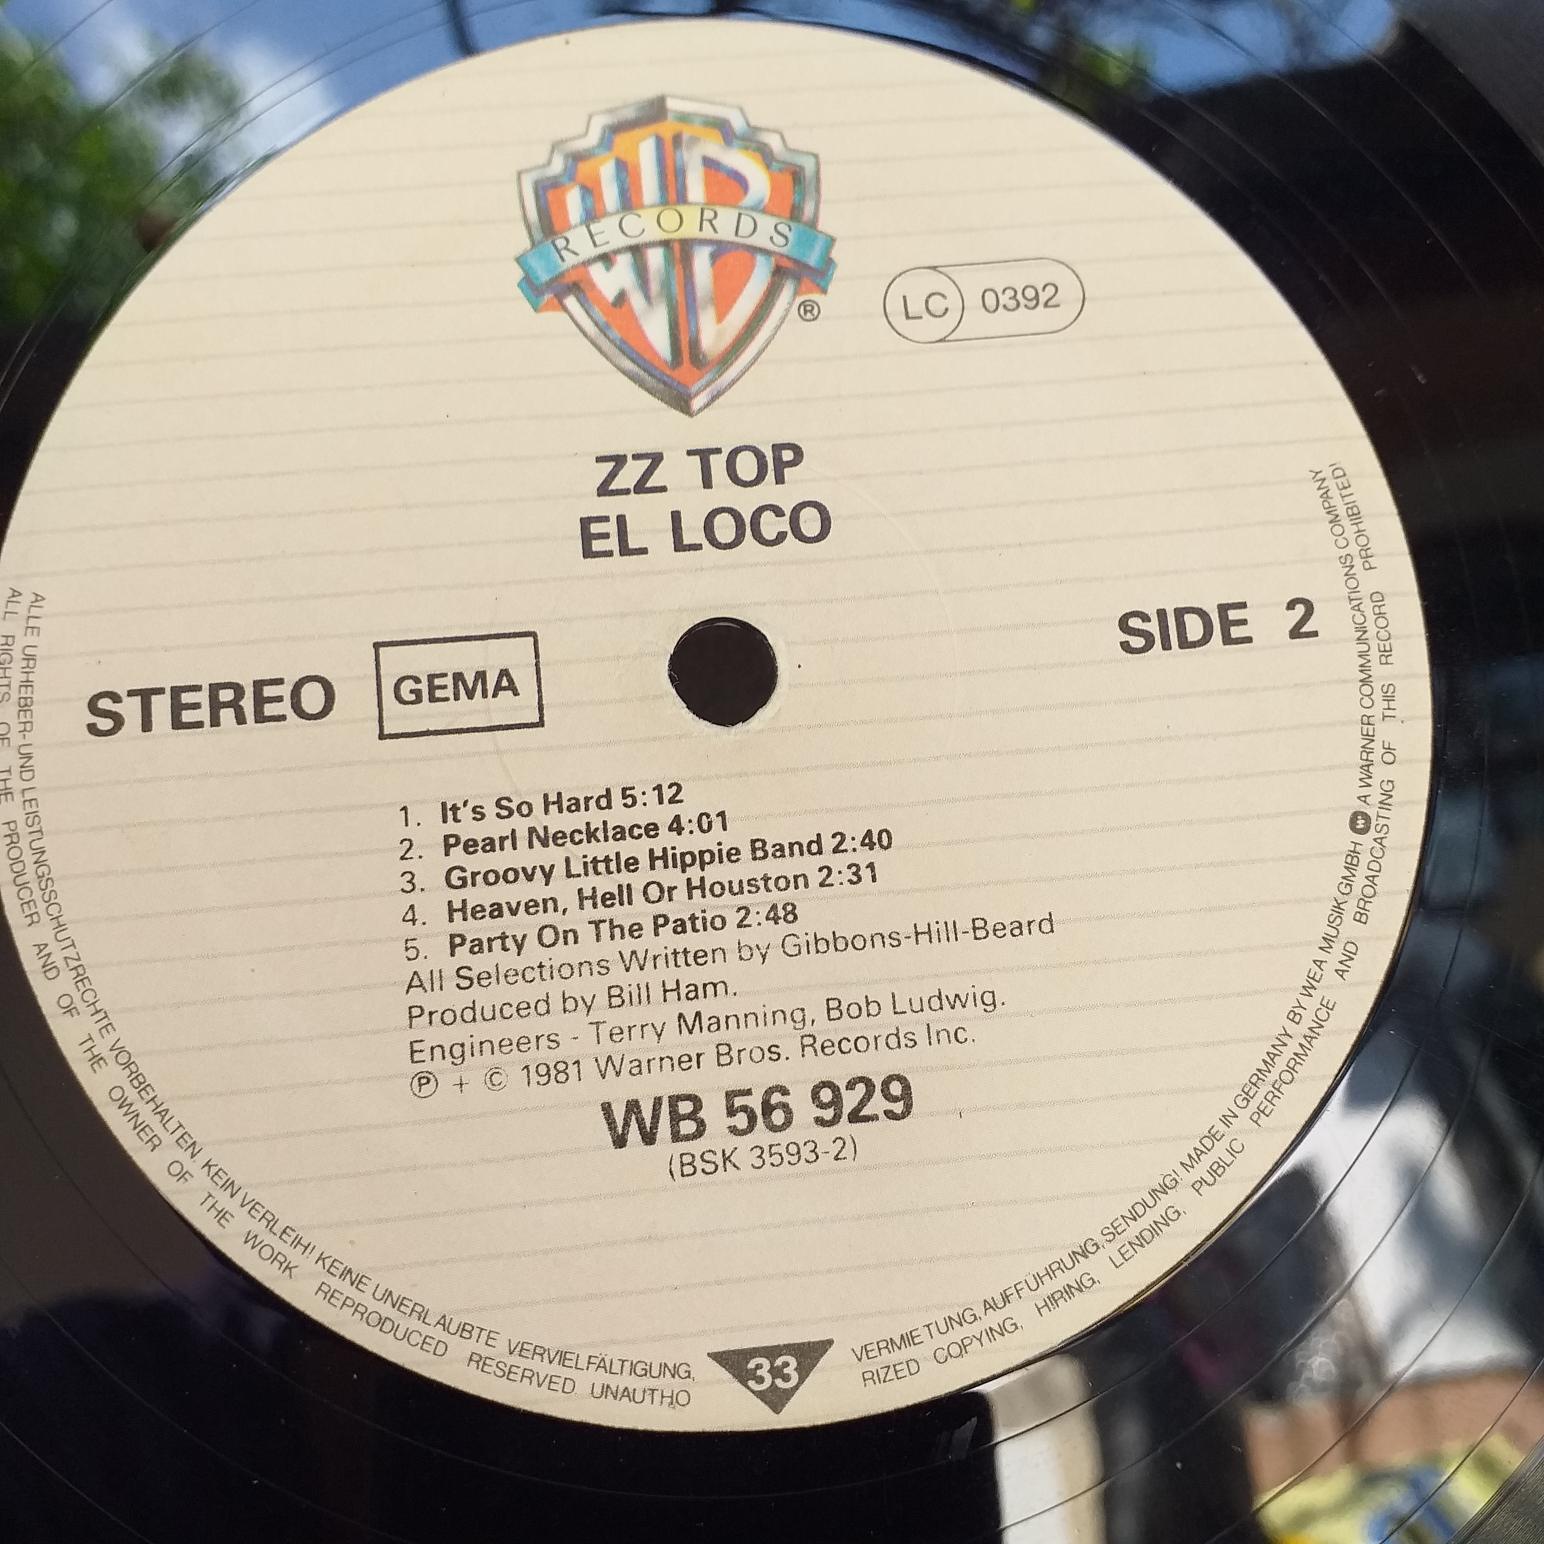 WB
RECORDS
®
LC 0392
ZZ TOP
EL LOCO
STEREO
GEMA
SIDE 2
1. It's So Hard 5:12
2. Pearl Necklace 4:01
3. Groovy Little Hippie Band 2:40
4. Heaven, Hell Or Houston 2:31
5. Party On The Patio 2:48
All Selections Written by Gibbons-Hill-Beard
Produced by Bill Ham.
Engineers - Terry Manning, Bob Ludwig.
℗ + © 1981 Warner Bros. Records Inc.
WB 56 929
(BSK 3593-2)
33
ALLE URHEBER-UND LEISTUNGSSCHUTZRECHTE VORBEHALTEN. KEIN VERLEIH! KEINE UNERLAUBTE VERVIELFÄLTIGUNG, VERMIETUNG, AUFFÜHRUNG, SENDUNG! MADE IN GERMANY BY WEA MUSIK GMBH W A WARNER COMMUNICATIONS COMPANY
ALL RIGHTS OF THE PRODUCER AND OF THE OWNER OF THE WORK REPRODUCED RESERVED UNAUTHO RIZED COPYING, HIRING, LENDING, PUBLIC PERFORMANCE AND BROADCASTING OF THIS RECORD PROHIBITED!